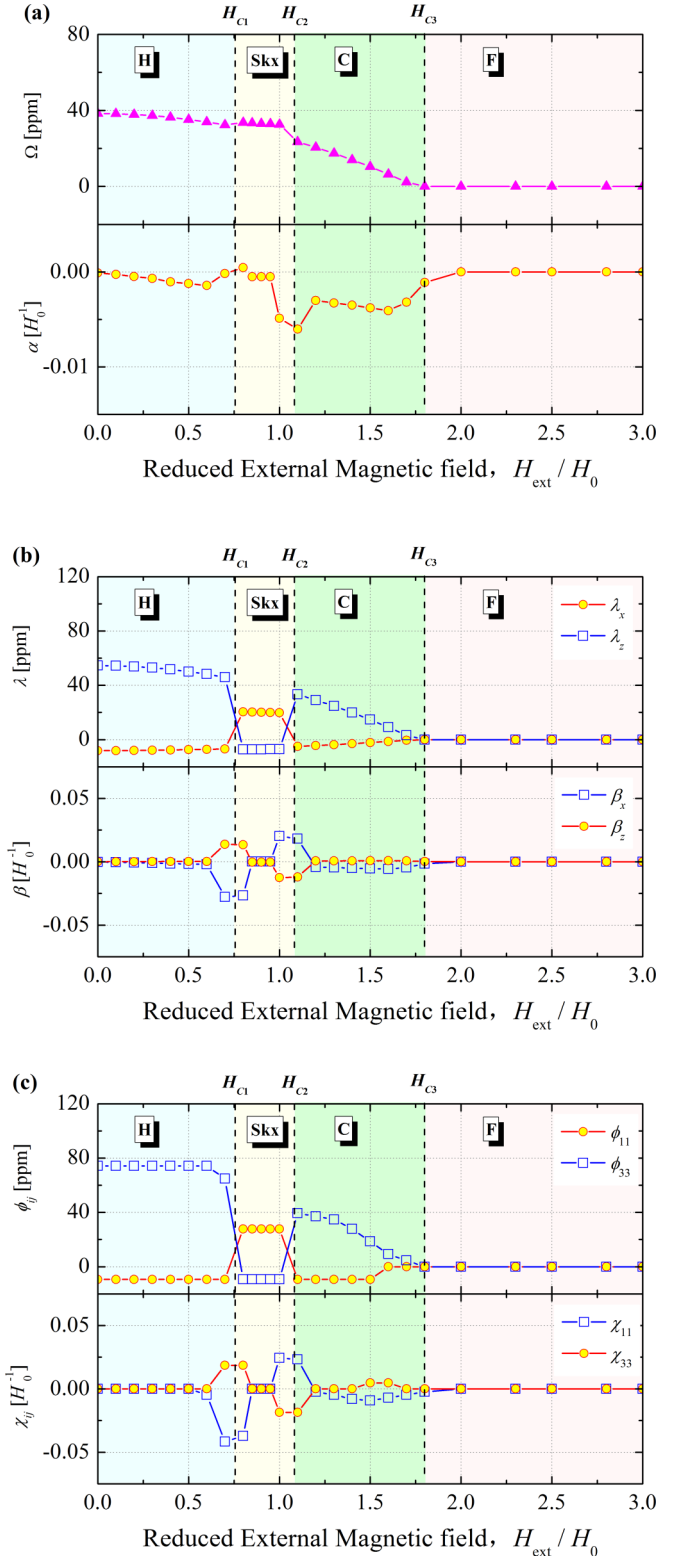 (a)
H_C1 H_C2 H_C3
H Skx C F
80
40
0
Ω [ppm]
0.00
-0.01
α [H_0^-1]
0.0 0.5 1.0 1.5 2.0 2.5 3.0
Reduced External Magnetic field, H_ext / H_0
(b)
H_C1 H_C2 H_C3
120
H Skx C F
λ_x
λ_z
80
40
0
λ [ppm]
β_x
β_z
0.05
0.00
-0.05
β [H_0^-1]
0.0 0.5 1.0 1.5 2.0 2.5 3.0
Reduced External Magnetic field, H_ext / H_0
(c)
H_C1 H_C2 H_C3
120
H Skx C F
ϕ_11
ϕ_33
80
40
0
ϕ_ij [ppm]
χ_11
χ_33
0.05
0.00
-0.05
χ_ij [H_0^-1]
0.0 0.5 1.0 1.5 2.0 2.5 3.0
Reduced External Magnetic field, H_ext / H_0